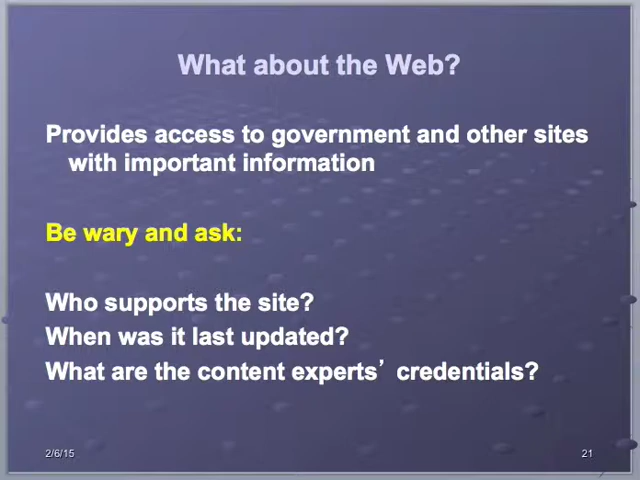 What about the Web?
Provides access to government and other sites
with important information
Be wary and ask:
Who supports the site?
When was it last updated?
What are the content experts’ credentials?
2/6/15
21